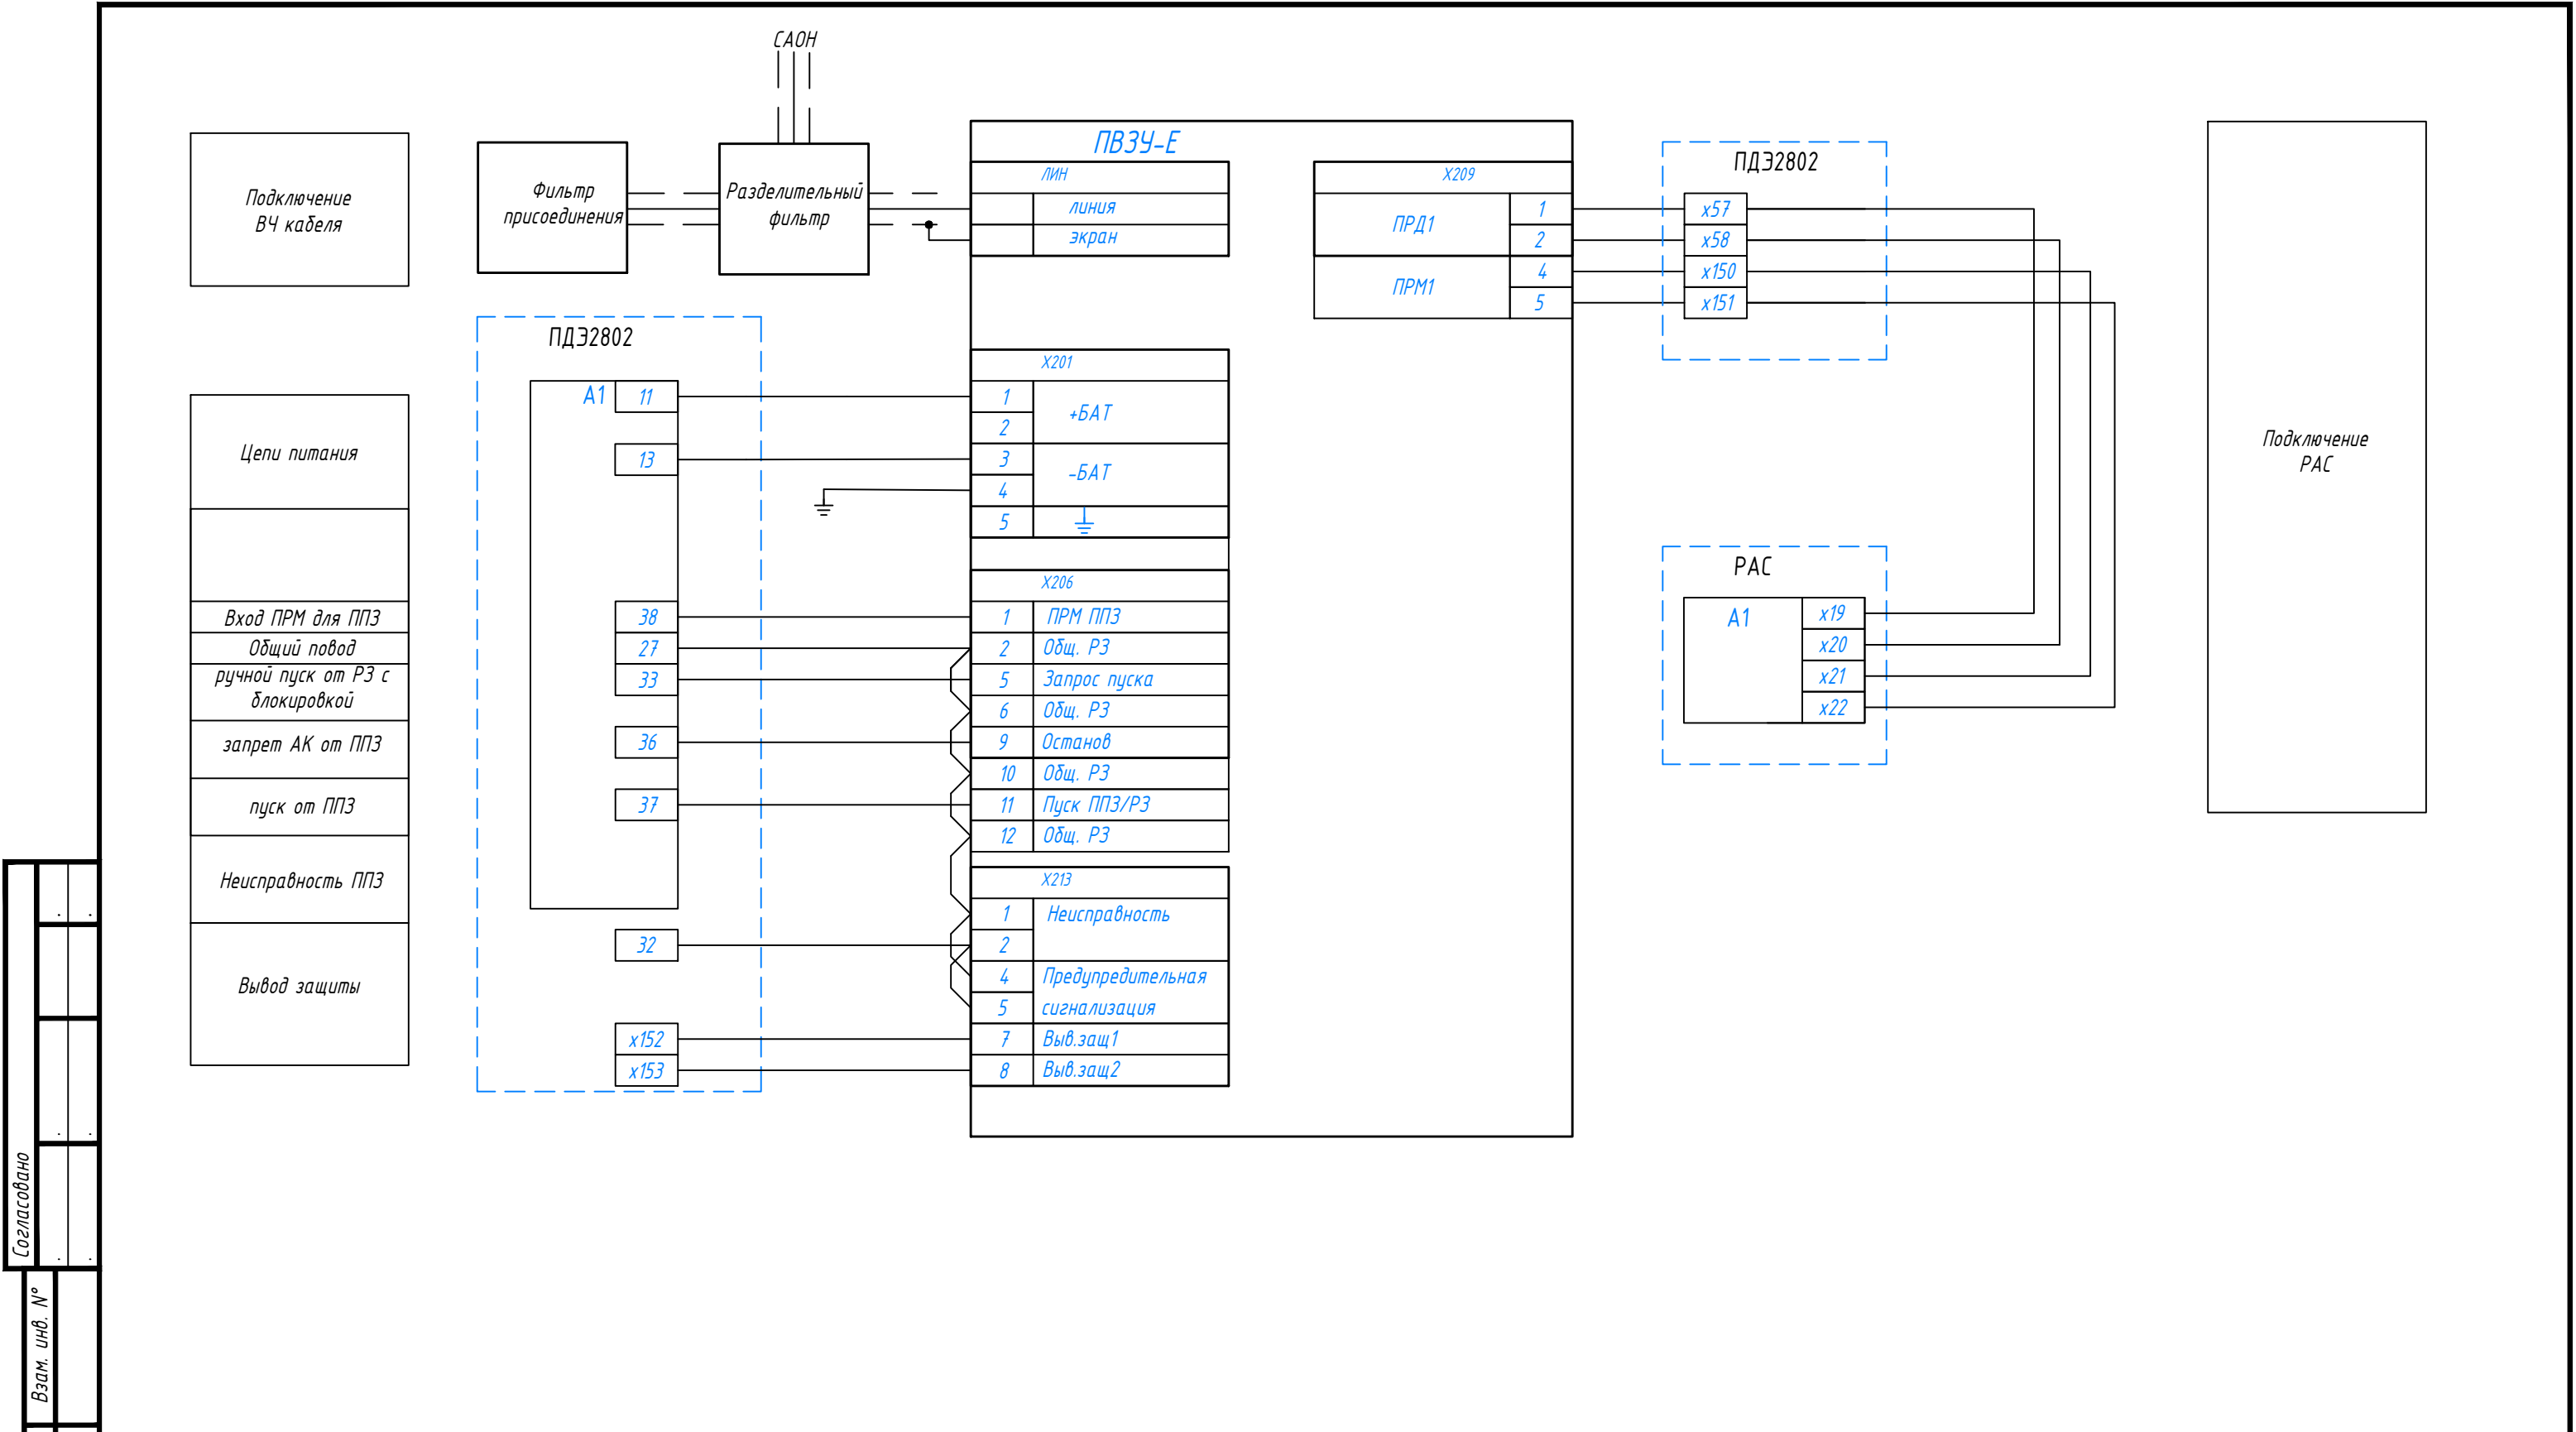 САОН
Подключение
ВЧ кабеля
Фильтр
присоединения
Разделительный
фильтр
ПВЗУ-Е
ЛИН
линия
экран
Х209
ПРД1
1
2
ПРМ1
4
5
ПДЭ2802
х57
х58
х150
х151
ПДЭ2802
А1
11
13
38
27
33
36
37
32
х152
х153
Цепи питания
Вход ПРМ для ППЗ
Общий повод
ручной пуск от РЗ с
блокировкой
запрет АК от ППЗ
пуск от ППЗ
Неисправность ППЗ
Вывод защиты
Х201
1
+БАТ
2
3
-БАТ
4
5
Х206
1 ПРМ ППЗ
2 Общ. РЗ
5 Запрос пуска
6 Общ. РЗ
9 Останов
10 Общ. РЗ
11 Пуск ППЗ/РЗ
12 Общ. РЗ
Х213
1 Неисправность
2
4 Предупредительная
5 сигнализация
7 Выв.защ1
8 Выв.защ2
РАС
А1
х19
х20
х21
х22
Подключение
РАС
Согласовано
Взам. инв. N°